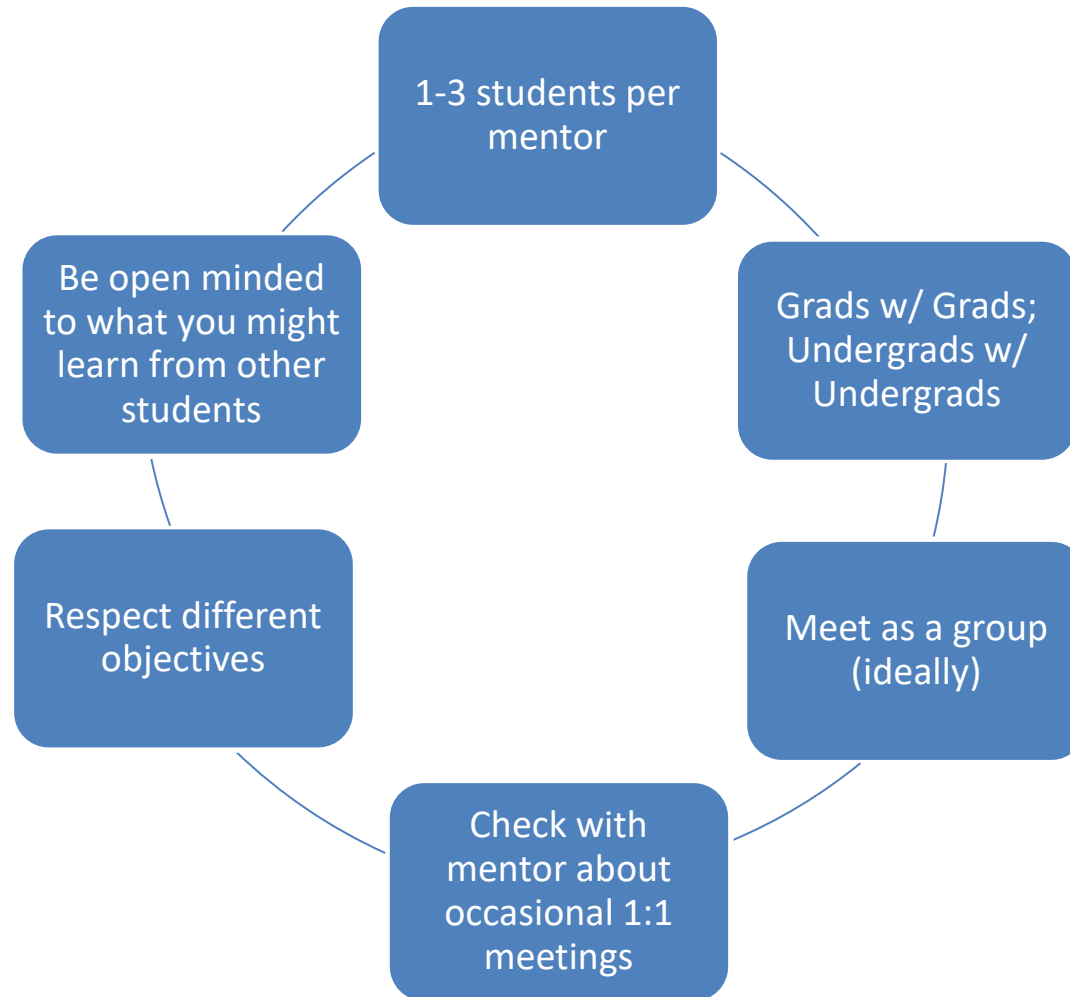 1-3 students per
mentor
Grads w/ Grads;
Undergrads w/
Undergrads
Meet as a group
(ideally)
Check with
mentor about
occasional 1:1
meetings
Respect different
objectives
Be open minded
to what you might
learn from other
students